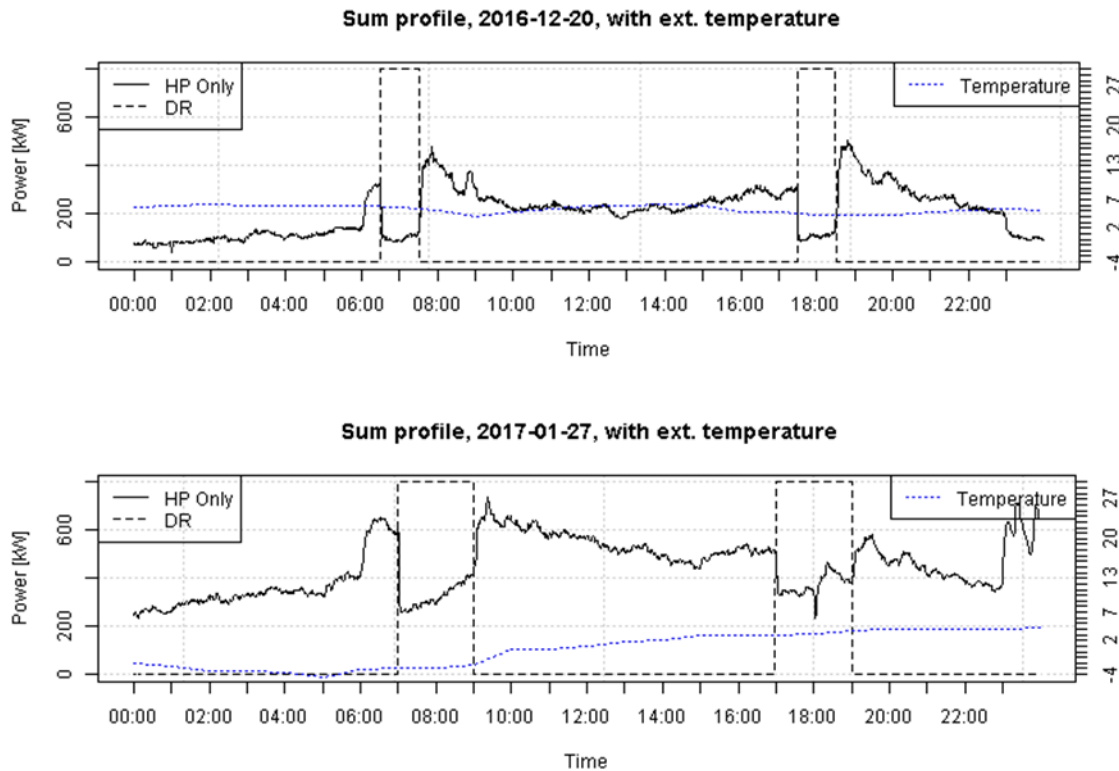 Sum profile, 2016-12-20, with ext. temperature
HP Only
DR
Temperature
Power [kW]
600
400
200
0
27
20
13
7
2
-4
00:00 02:00 04:00 06:00 08:00 10:00 12:00 14:00 16:00 18:00 20:00 22:00
Time
Sum profile, 2017-01-27, with ext. temperature
HP Only
DR
Temperature
Power [kW]
600
200
0
27
20
13
7
2
-4
00:00 02:00 04:00 06:00 08:00 10:00 12:00 14:00 16:00 18:00 20:00 22:00
Time